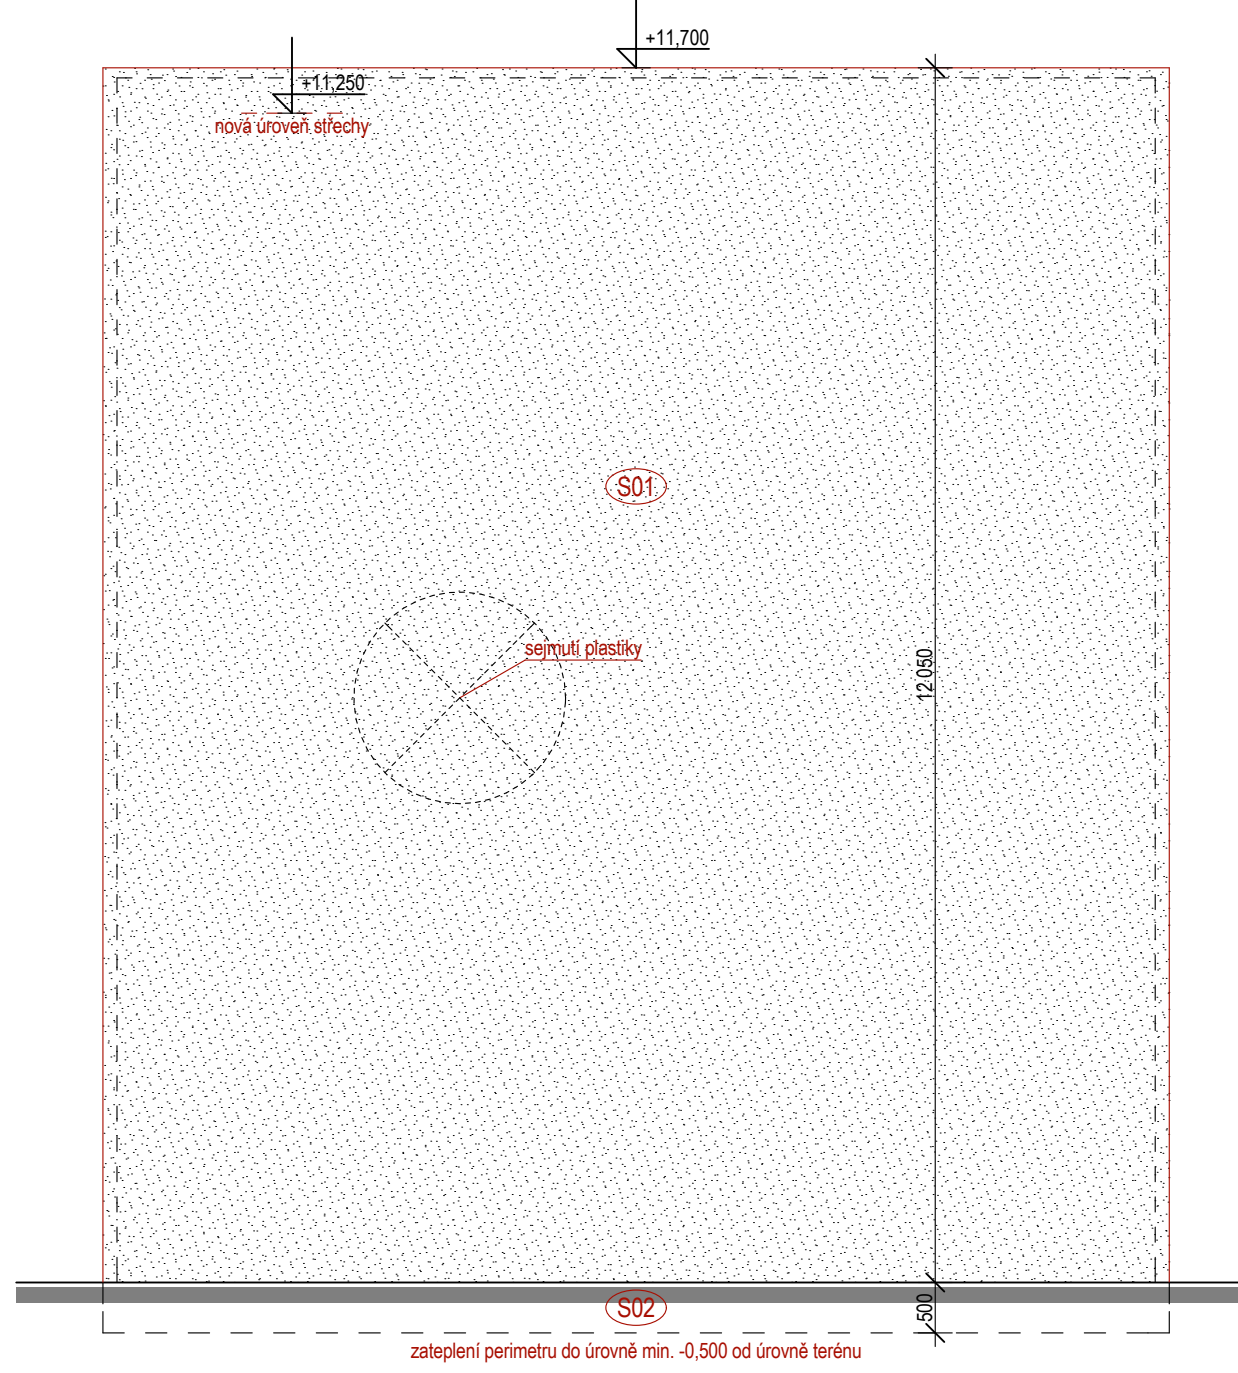 +11,700
+11,250
nová úroveň střechy
S01
sejmutí plastiky
12 050
S02
500
zateplení perimetru do úrovně min. -0,500 od úrovně terénu